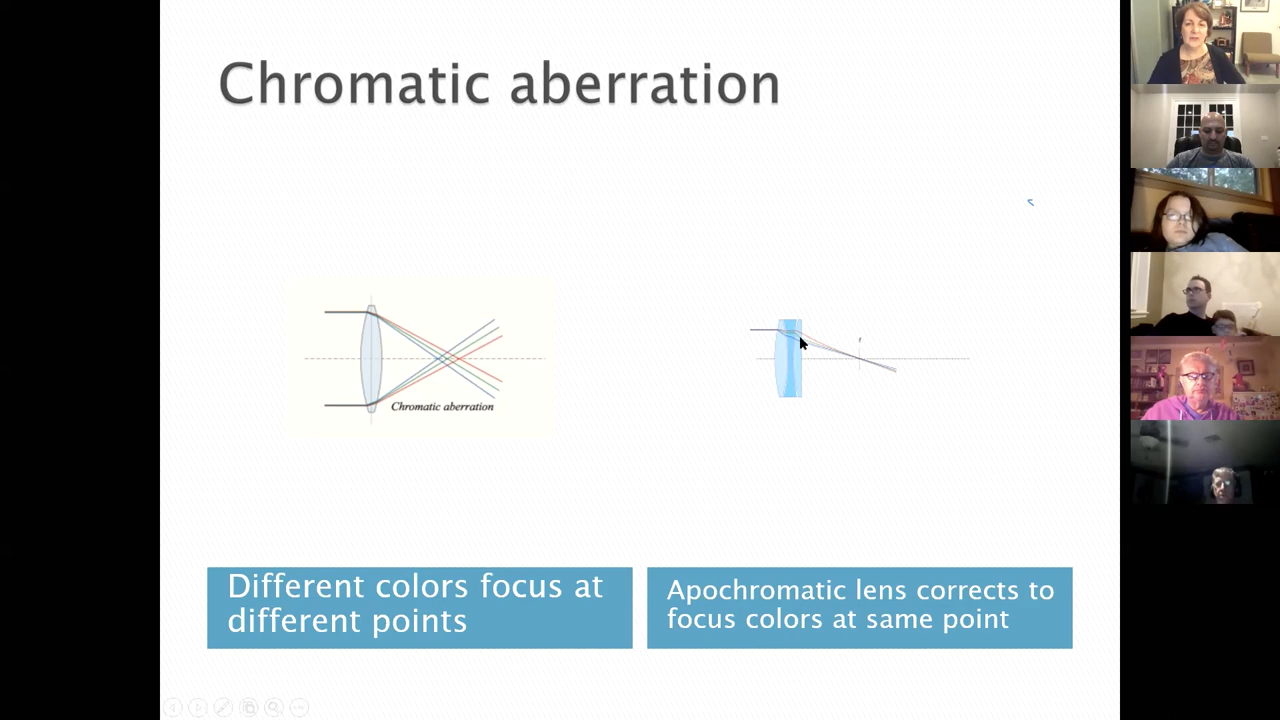 Chromatic aberration
Chromatic aberration
f
Different colors focus at
different points
Apochromatic lens corrects to
focus colors at same point